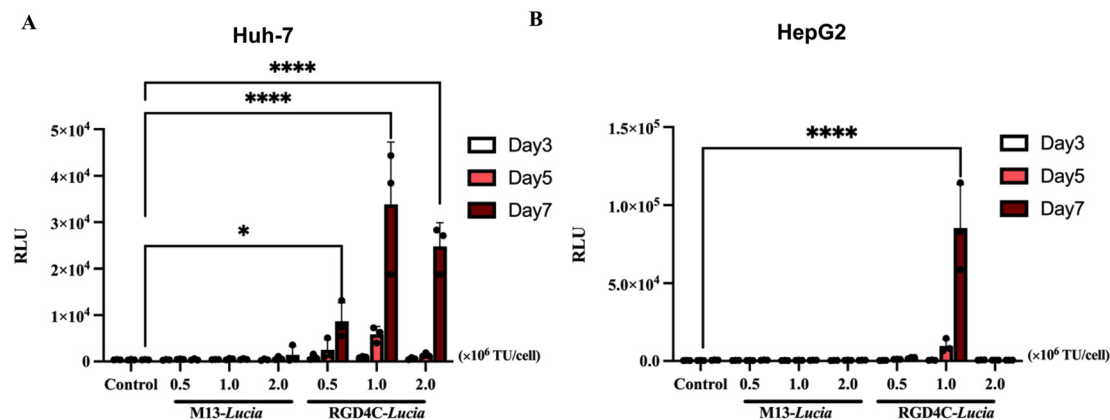 A
Huh-7
****
****
*
RLU
5×10⁴
4×10⁴
3×10⁴
2×10⁴
1×10⁴
0
Day3
Day5
Day7
Control 0.5 1.0 2.0 0.5 1.0 2.0 (×10⁶ TU/cell)
M13-Lucia RGD4C-Lucia
B
HepG2
****
RLU
1.5×10⁵
1.0×10⁵
5.0×10⁴
0.0
Day3
Day5
Day7
Control 0.5 1.0 2.0 0.5 1.0 2.0 (×10⁶ TU/cell)
M13-Lucia RGD4C-Lucia